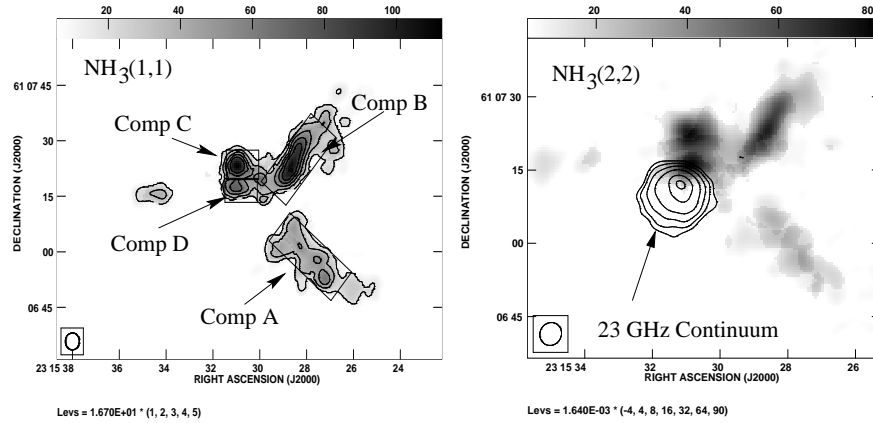 20 40 60 80 100
NH3(1,1)
Comp B
Comp C
Comp D
Comp A
DECLINATION (J2000)
61 07 45
30
15
00
06 45
23 15 38 36 34 32 30 28 26 24
RIGHT ASCENSION (J2000)
Levs = 1.670E+01 * (1, 2, 3, 4, 5)
0 20 40 60 80
NH3(2,2)
23 GHz Continuum
DECLINATION (J2000)
61 07 30
15
00
06 45
23 15 34 32 30 28 26
RIGHT ASCENSION (J2000)
Levs = 1.640E-03 * (-4, 4, 8, 16, 32, 64, 90)